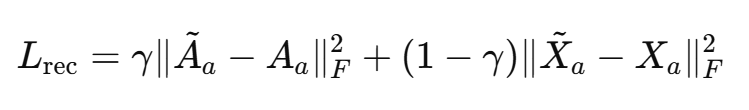 L_rec = γ‖Ã_a − A_a‖²_F + (1 − γ)‖X̃_a − X_a‖²_F